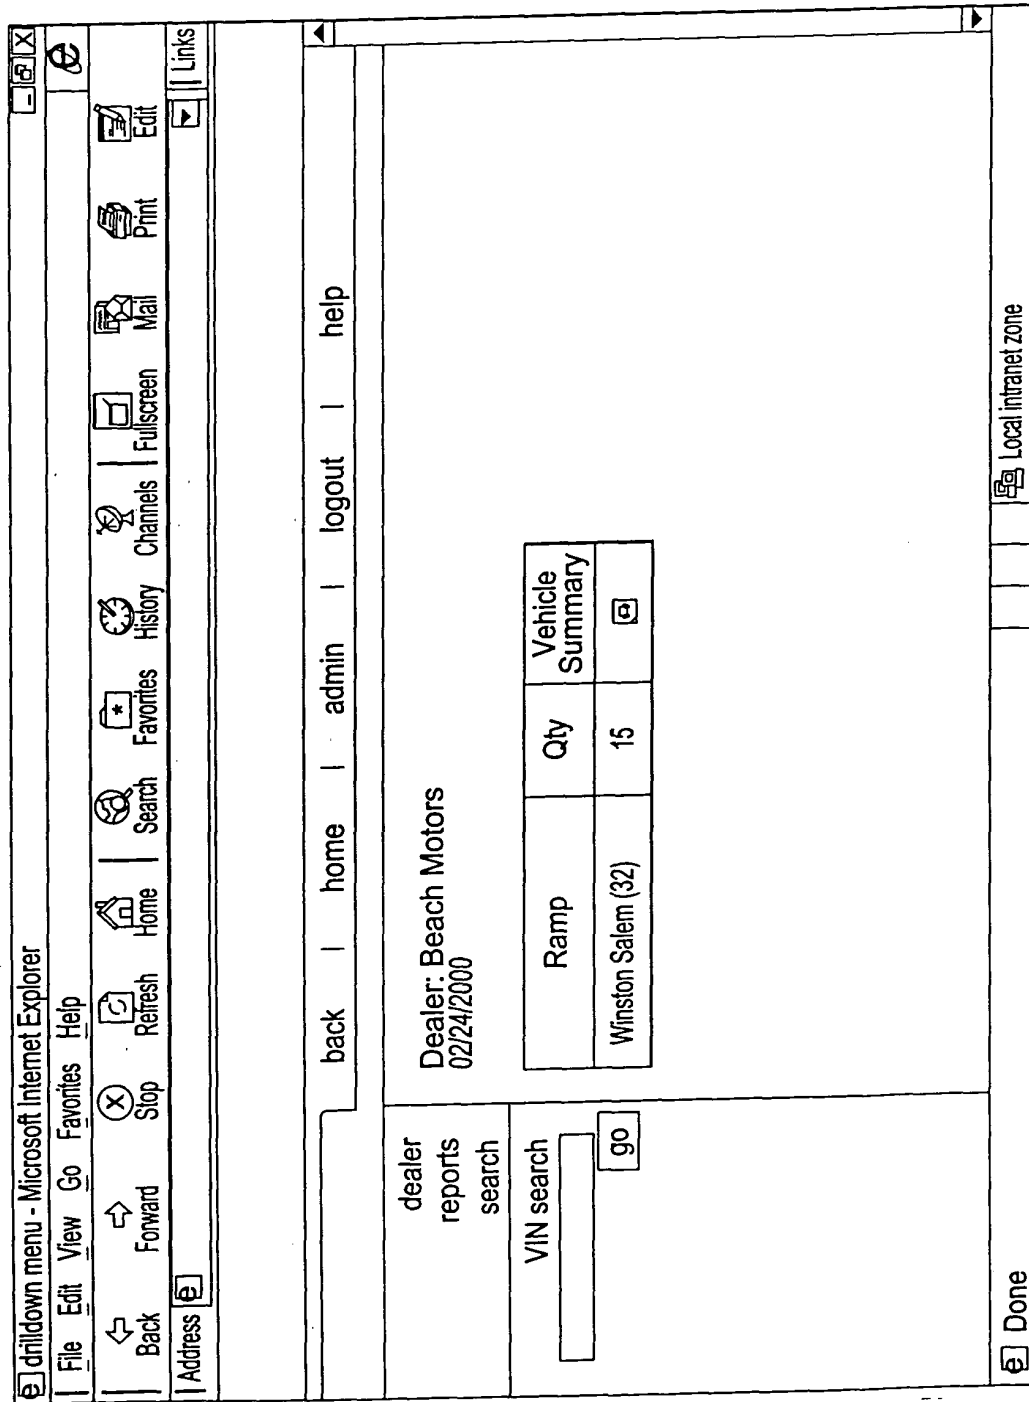 drilldown menu - Microsoft Internet Explorer
File Edit View Go Favorites Help
Back Forward Stop Refresh Home Search Favorites History Channels Fullscreen Mail Print Edit
Address Links
back | home | admin | logout | help
dealer
reports
search
VIN search
go
Dealer: Beach Motors
02/24/2000
Ramp Qty Vehicle Summary
Winston Salem (32) 15
Done Local intranet zone